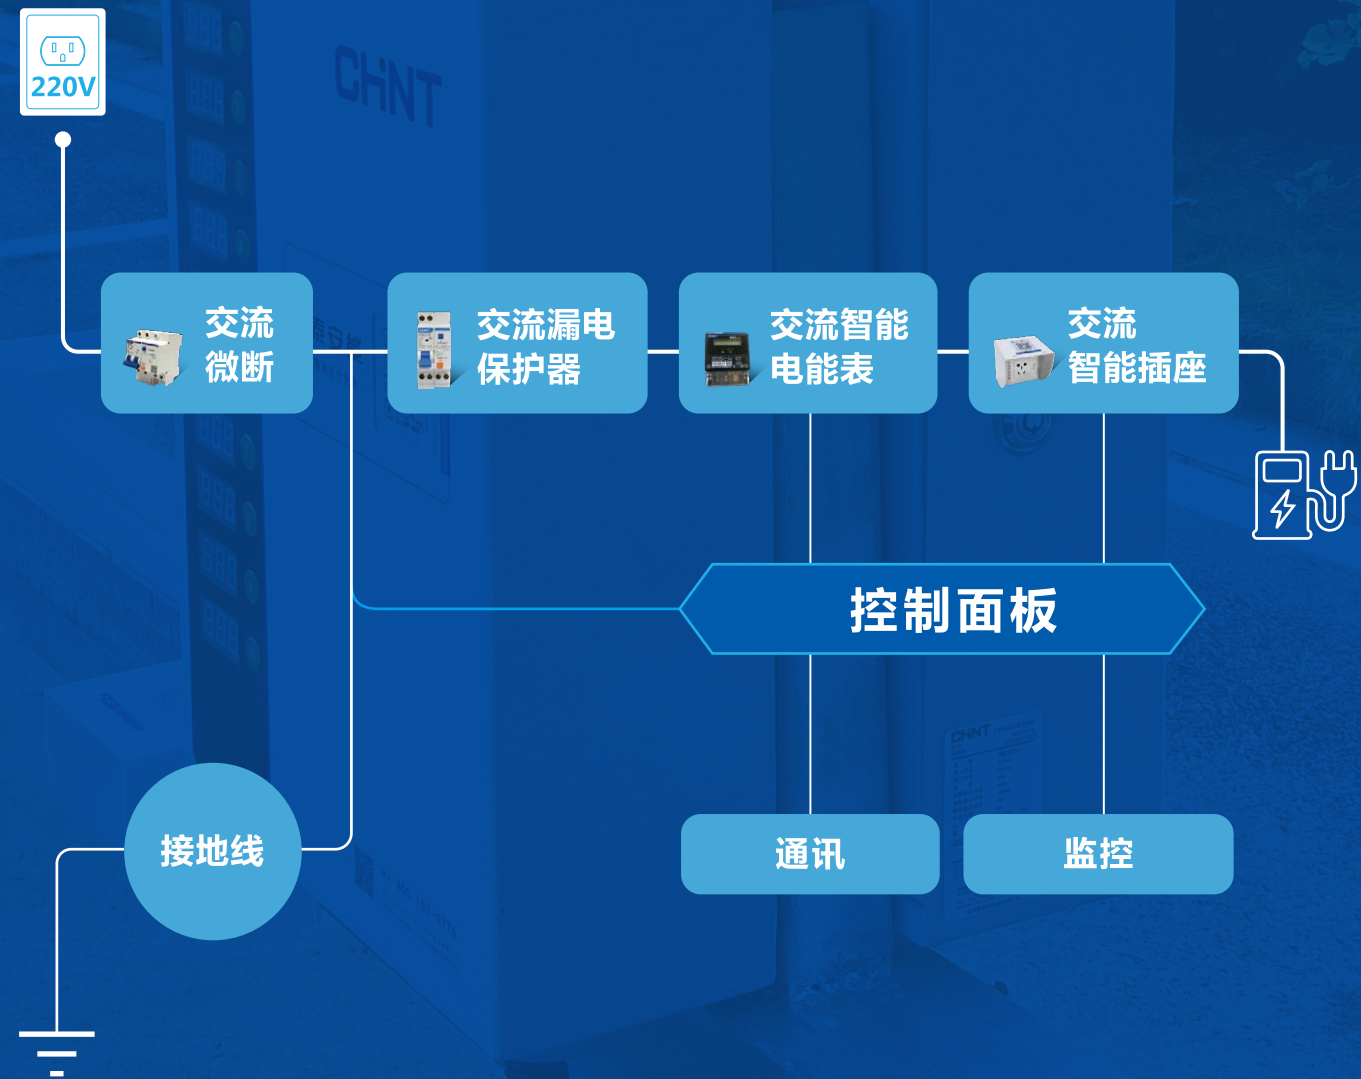 220V
CHNT
交流
微断
交流漏电
保护器
交流智能
电能表
交流
智能插座
控制面板
CHNT
接地线
通讯
监控